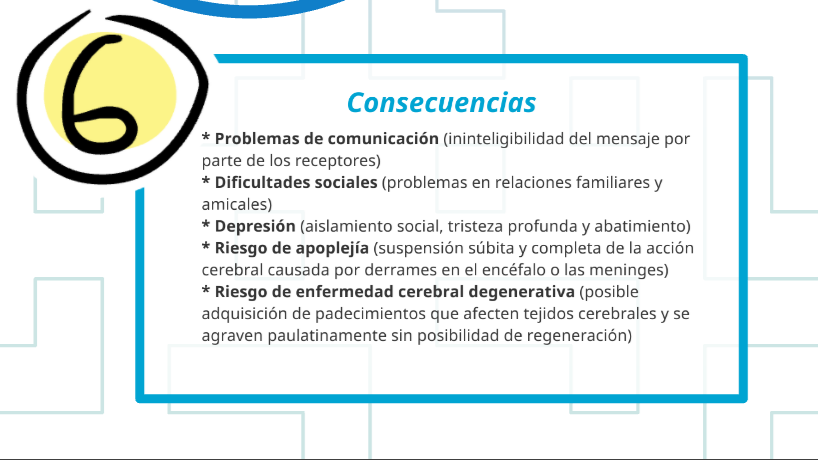 6
Consecuencias
* Problemas de comunicación (ininteligibilidad del mensaje por
parte de los receptores)
* Dificultades sociales (problemas en relaciones familiares y
amicales)
* Depresión (aislamiento social, tristeza profunda y abatimiento)
* Riesgo de apoplejía (suspensión súbita y completa de la acción
cerebral causada por derrames en el encéfalo o las meninges)
* Riesgo de enfermedad cerebral degenerativa (posible
adquisición de padecimientos que afecten tejidos cerebrales y se
agraven paulatinamente sin posibilidad de regeneración)